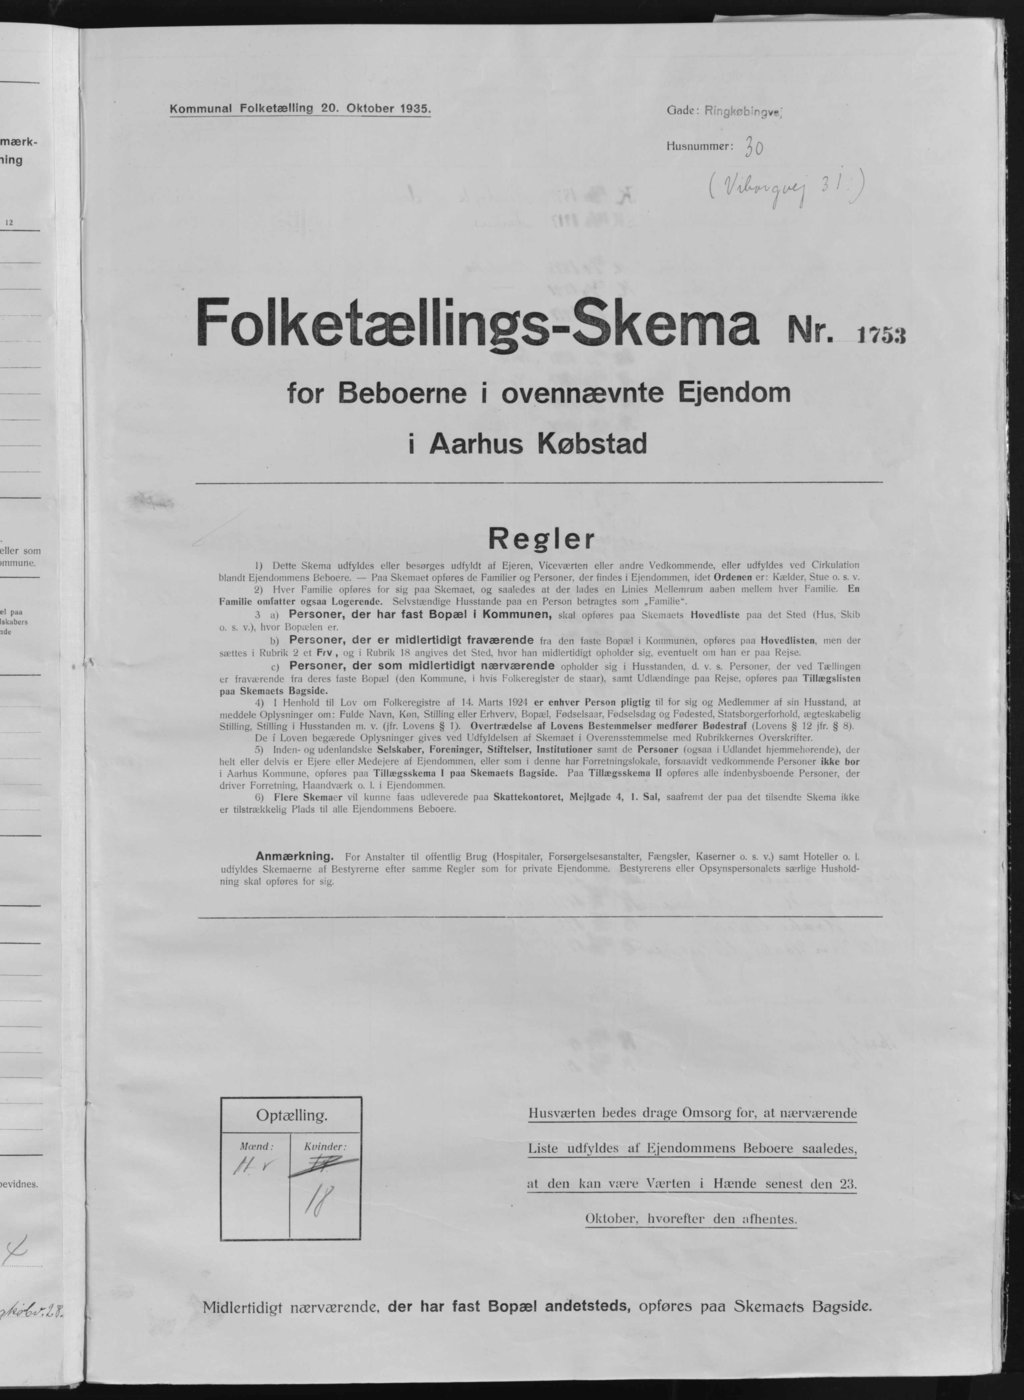 Kommunal Folketælling 20. Oktober 1935.
Gade: Ringkøbingvej
Husnummer: 30
(Viborgvej 31.)
Folketællings-Skema Nr. 1753
for Beboerne i ovennævnte Ejendom
i Aarhus Købstad
Regler
1) Dette Skema udfyldes eller besørges udfyldt af Ejeren, Viceværten eller andre Vedkommende, eller udfyldes ved Cirkulation
blandt Ejendommens Beboere. — Paa Skemaet opføres de Familier og Personer, der findes i Ejendommen, idet Ordenen er: Kælder, Stue o. s. v.
2) Hver Familie opføres for sig paa Skemaet, og saaledes at der lades en Linies Mellemrum aaben mellem hver Familie. En
Familie omfatter ogsaa Logerende. Selvstændige Husstande paa en Person betragtes som „Familie".
3 a) Personer, der har fast Bopæl i Kommunen, skal opføres paa Skemaets Hovedliste paa det Sted (Hus, Skib
o. s. v.), hvor Bopælen er.
b) Personer, der er midlertidigt fraværende fra den faste Bopæl i Kommunen, opføres paa Hovedlisten, men der
sættes i Rubrik 2 et Frv, og i Rubrik 18 angives det Sted, hvor han midlertidigt opholder sig, eventuelt om han er paa Rejse.
c) Personer, der som midlertidigt nærværende opholder sig i Husstanden, d. v. s. Personer, der ved Tællingen
er fraværende fra deres faste Bopæl (den Kommune, i hvis Folkeregister de staar), samt Udlændinge paa Rejse, opføres paa Tillægslisten
paa Skemaets Bagside.
4) I Henhold til Lov om Folkeregistre af 14. Marts 1924 er enhver Person pligtig til for sig og Medlemmer af sin Husstand, at
meddele Oplysninger om: Fulde Navn, Køn, Stilling eller Erhverv, Bopæl, Fødselsaar, Fødselsdag og Fødested, Statsborgerforhold, ægteskabelig
Stilling, Stilling i Husstanden m. v. (jfr. Lovens § 1). Overtrædelse af Lovens Bestemmelser medfører Bødestraf (Lovens § 12 jfr. § 8).
De i Loven begærede Oplysninger gives ved Udfyldelsen af Skemaet i Overensstemmelse med Rubrikkernes Overskrifter.
5) Inden- og udenlandske Selskaber, Foreninger, Stiftelser, Institutioner samt de Personer (ogsaa i Udlandet hjemmehørende), der
helt eller delvis er Ejere eller Medejere af Ejendommen, eller som i denne har Forretningslokale, forsaavidt vedkommende Personer ikke bor
i Aarhus Kommune, opføres paa Tillægsskema I paa Skemaets Bagside. Paa Tillægsskema II opføres alle indenbysboende Personer, der
driver Forretning, Haandværk o. l. i Ejendommen.
6) Flere Skemaer vil kunne faas udleverede paa Skattekontoret, Mejlgade 4, 1. Sal, saafremt der paa det tilsendte Skema ikke
er tilstrækkelig Plads til alle Ejendommens Beboere.
Anmærkning. For Anstalter til offentlig Brug (Hospitaler, Forsørgelsesanstalter, Fængsler, Kaserner o. s. v.) samt Hoteller o. l.
udfyldes Skemaerne af Bestyrerne efter samme Regler som for private Ejendomme. Bestyrerens eller Opsynspersonalets særlige Hushold-
ning skal opføres for sig.
Optælling.
Mænd: Kvinder:
11. v
18
Husværten bedes drage Omsorg for, at nærværende
Liste udfyldes af Ejendommens Beboere saaledes,
at den kan være Værten i Hænde senest den 23.
Oktober, hvorefter den afhentes.
Midlertidigt nærværende, der har fast Bopæl andetsteds, opføres paa Skemaets Bagside.
mærk-
ning
12
eller som
ommune.
el paa
lskabers
nde
bevidnes.